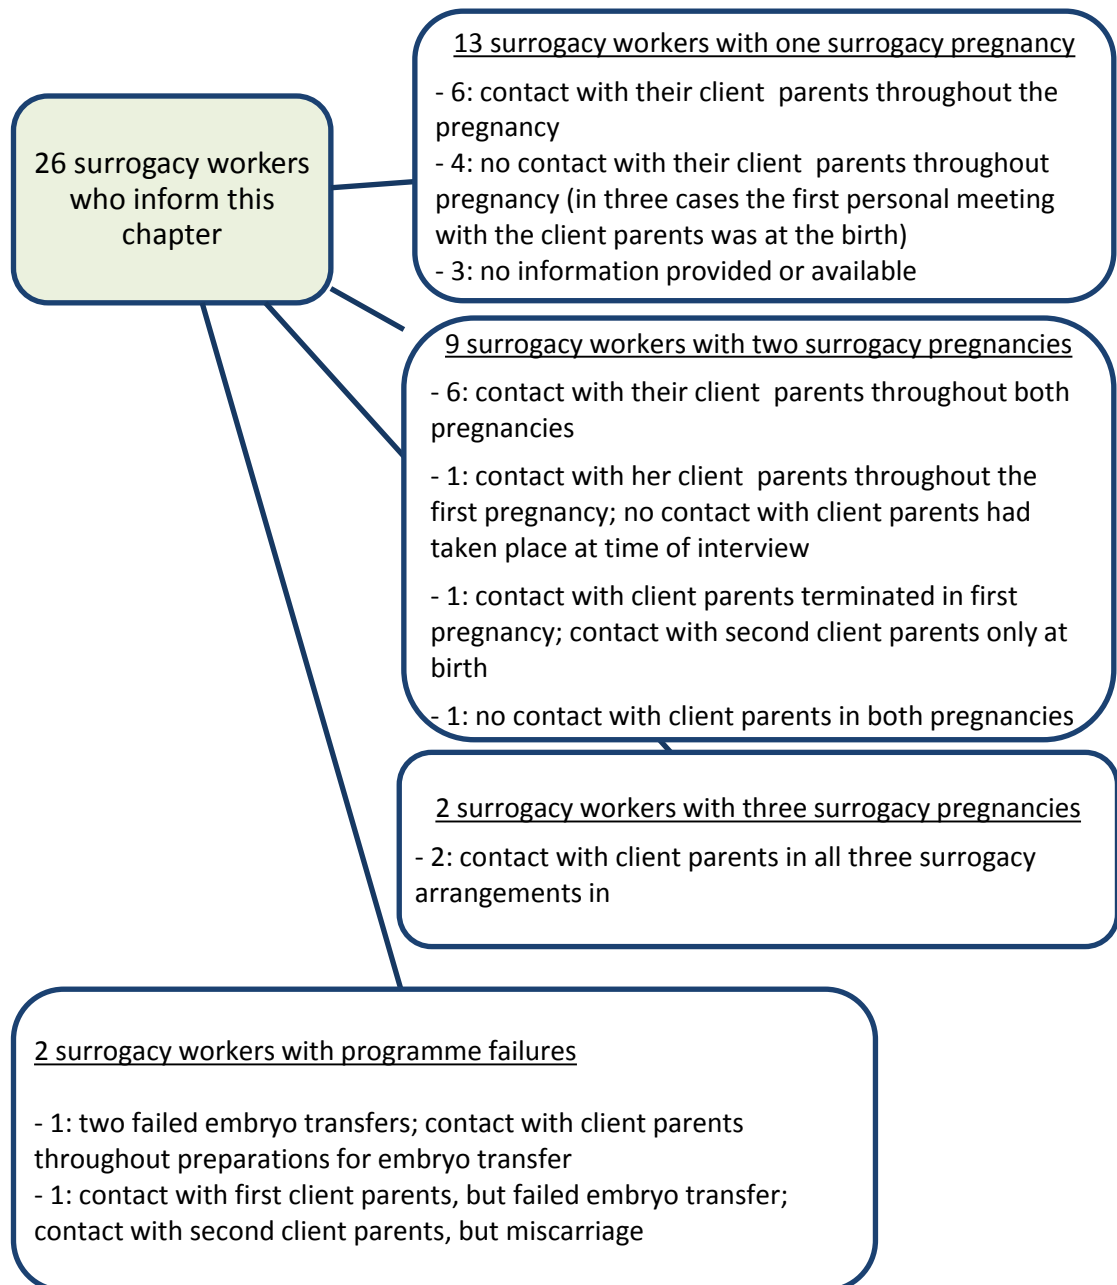 26 surrogacy workers
who inform this
chapter
13 surrogacy workers with one surrogacy pregnancy
- 6: contact with their client  parents throughout the
pregnancy
- 4: no contact with their client  parents throughout
pregnancy (in three cases the first personal meeting
with the client parents was at the birth)
- 3: no information provided or available
9 surrogacy workers with two surrogacy pregnancies
- 6: contact with their client  parents throughout both
pregnancies
- 1: contact with her client  parents throughout the
first pregnancy; no contact with client parents had
taken place at time of interview
- 1: contact with client parents terminated in first
pregnancy; contact with second client parents only at
birth
- 1: no contact with client parents in both pregnancies
2 surrogacy workers with three surrogacy pregnancies
- 2: contact with client parents in all three surrogacy
arrangements in
2 surrogacy workers with programme failures
- 1: two failed embryo transfers; contact with client parents
throughout preparations for embryo transfer
- 1: contact with first client parents, but failed embryo transfer;
contact with second client parents, but miscarriage